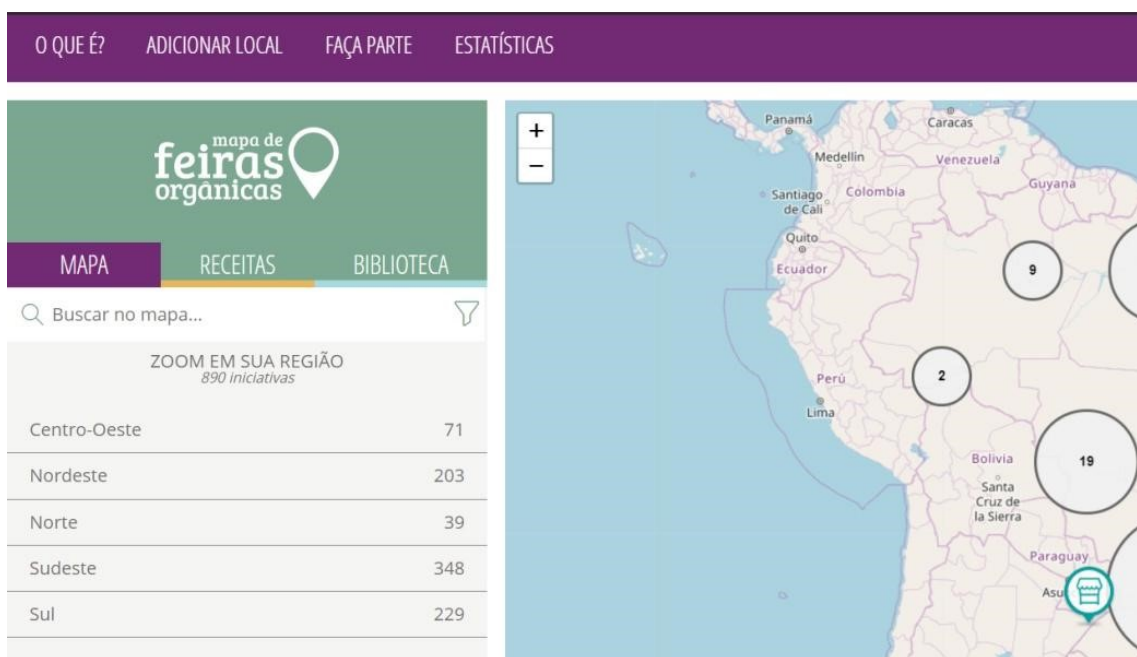 O QUE É? ADICIONAR LOCAL FAÇA PARTE ESTATÍSTICAS
mapa de
feiras
orgânicas
MAPA RECEITAS BIBLIOTECA
Buscar no mapa...
ZOOM EM SUA REGIÃO
890 iniciativas
Centro-Oeste 71
Nordeste 203
Norte 39
Sudeste 348
Sul 229
+
−
Panamá
Caracas
Medellín
Venezuela
Guyana
Santiago
de Cali
Colombia
Quito
Ecuador
9
2
Perú
Lima
Bolivia
19
Santa
Cruz de
la Sierra
Paraguay
Asu